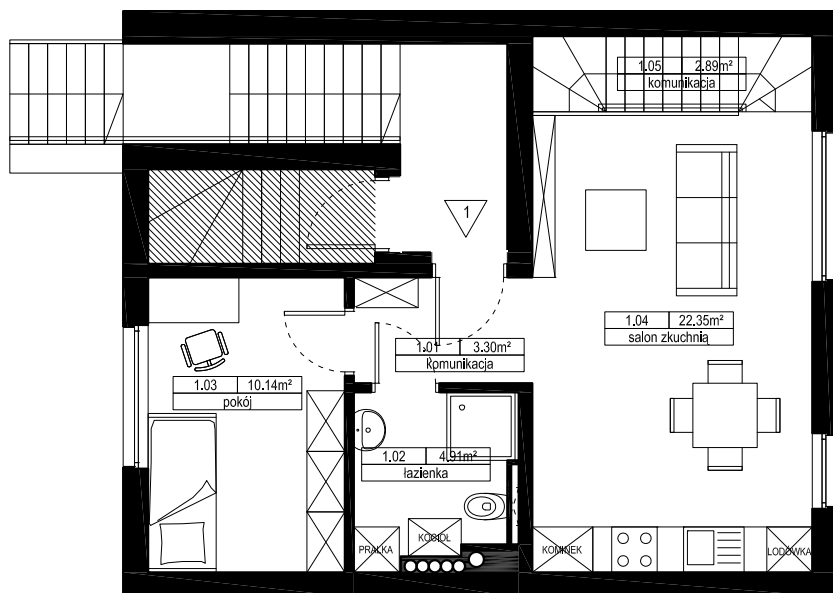 1.05 2.89m²
komunikacja
1
1.04 22.35m²
salon zkuchnią
1.01 3.30m²
komunikacja
1.03 10.14m²
pokój
1.02 4.91m²
łazienka
PRALKA
KOCIOŁ
KOMINEK
LODÓWKA